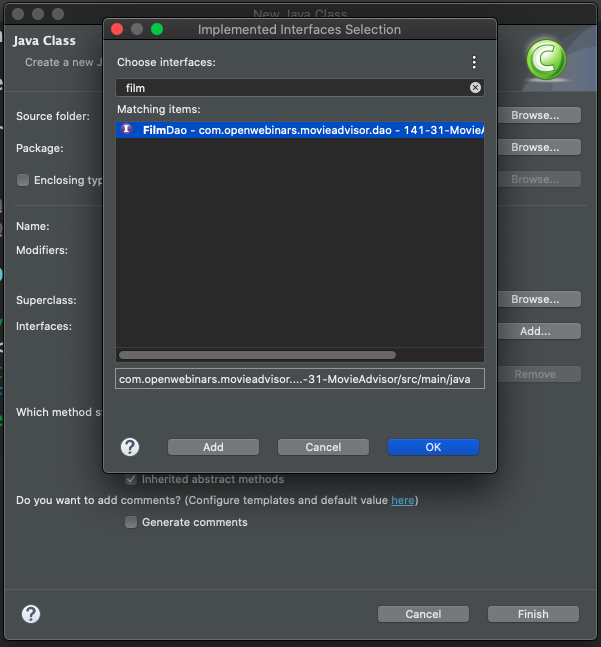 New Java Class
Implemented Interfaces Selection
Java Class
Create a new J
Choose interfaces:
film
Matching items:
FilmDao - com.openwebinars.movieadvisor.dao - 141-31-MovieA
Source folder:
Browse...
Package:
Browse...
Enclosing typ
Browse...
Name:
Modifiers:
Superclass:
Browse...
Interfaces:
Add...
Remove
com.openwebinars.movieadvisor....-31-MovieAdvisor/src/main/java
Which method s
Add
Cancel
OK
Inherited abstract methods
Do you want to add comments? (Configure templates and default value here)
Generate comments
Cancel
Finish